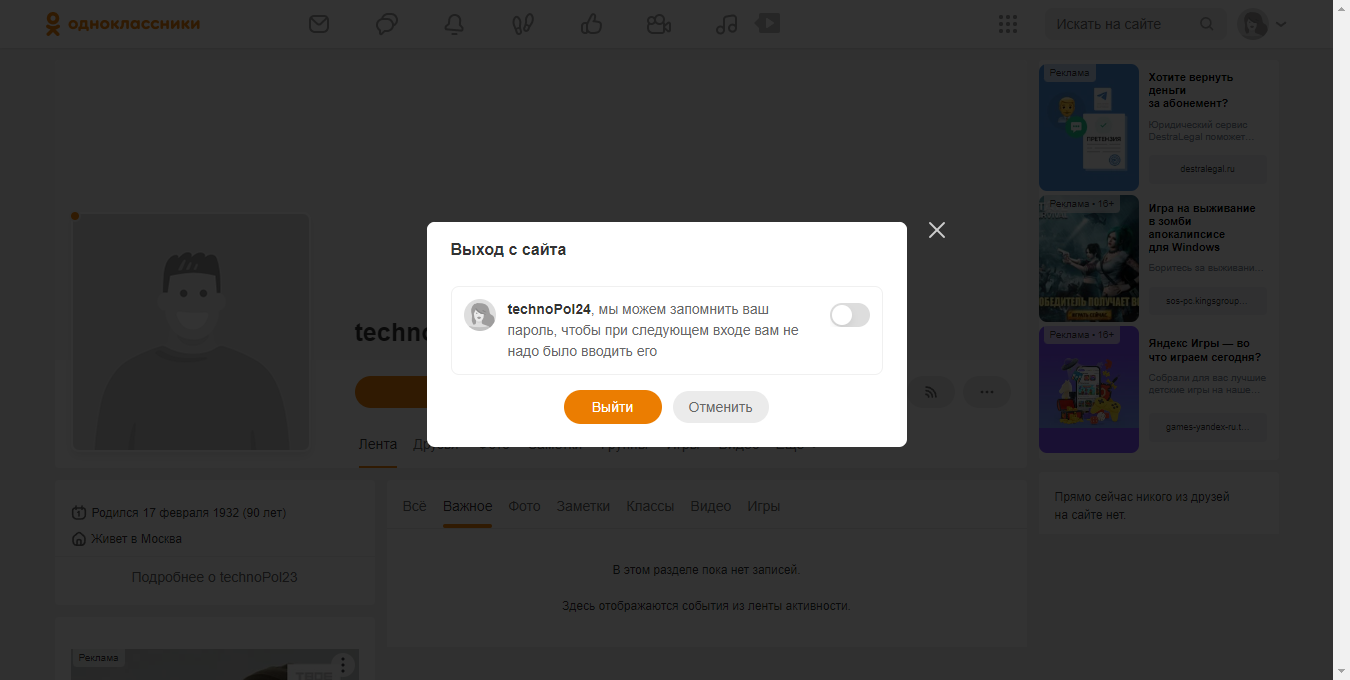 одноклассники
Искать на сайте
Реклама
Хотите вернуть
деньги
за абонемент?
Юридический сервис
DestraLegal поможет...
ПРЕТЕНЗИЯ
destralegal.ru
Реклама • 16+
Игра на выживание
в зомби
апокалипсисе
для Windows
Боритесь за выживани...
sos-pc.kingsgroup...
Реклама • 16+
Яндекс Игры — во
что играем сегодня?
Собрали для вас лучшие
детские игры на наше...
games-yandex-ru.t...
Прямо сейчас никого из друзей
на сайте нет.
Выход с сайта
technoPol24, мы можем запомнить ваш
пароль, чтобы при следующем входе вам не
надо было вводить его
Выйти
Отменить
techno
Лента
Родился 17 февраля 1932 (90 лет)
Живет в Москва
Подробнее о technoPol23
Всё Важное Фото Заметки Классы Видео Игры
В этом разделе пока нет записей.
Здесь отображаются события из ленты активности.
Реклама